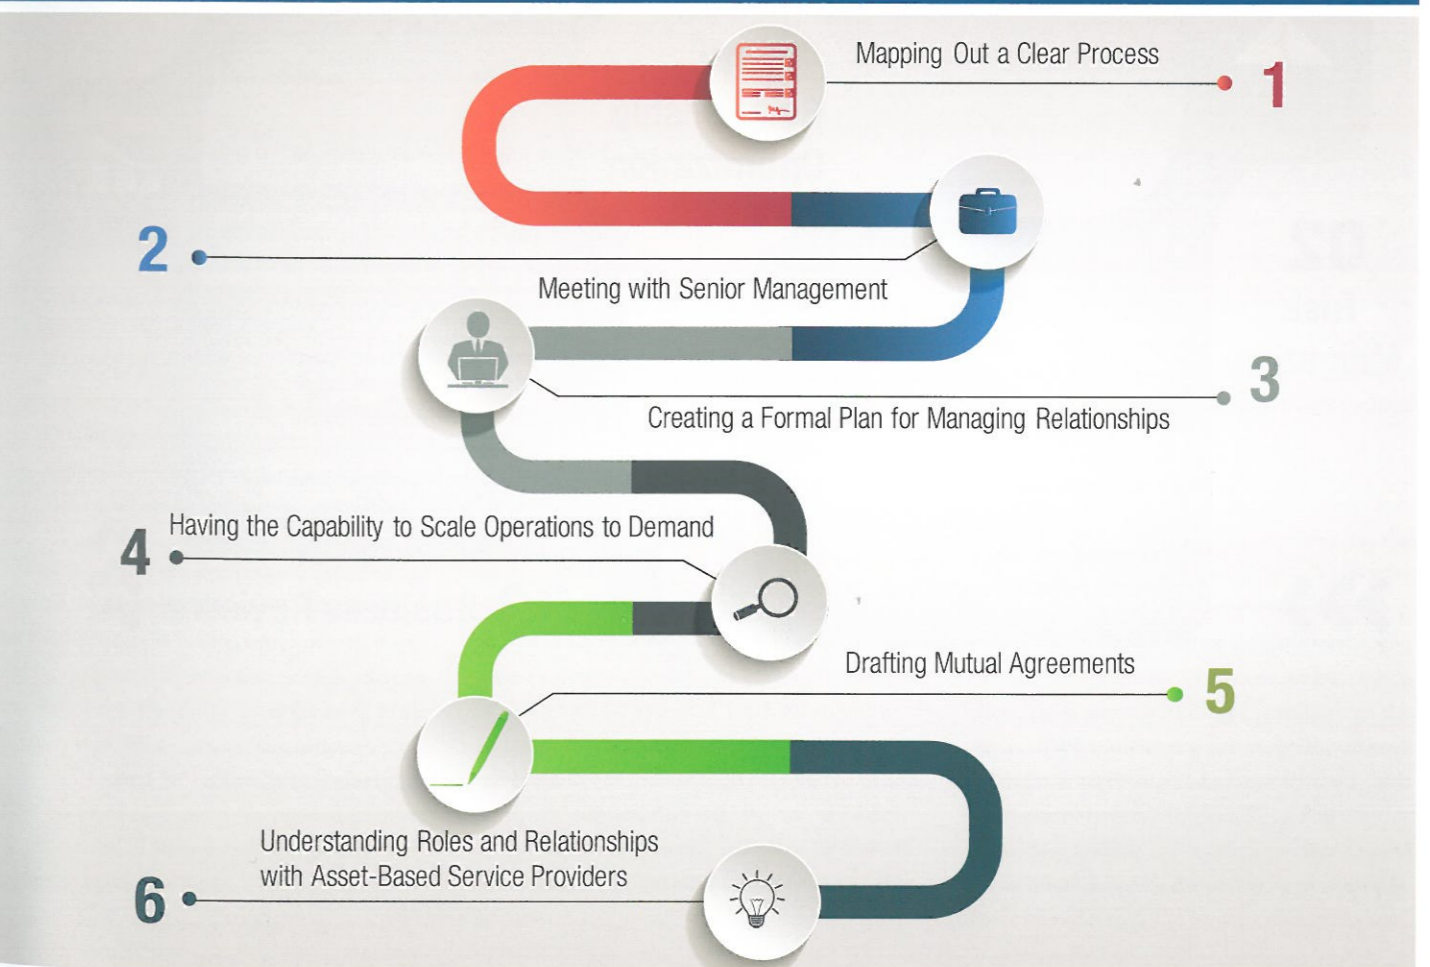 Mapping Out a Clear Process
1
2
Meeting with Senior Management
3
Creating a Formal Plan for Managing Relationships
Having the Capability to Scale Operations to Demand
4
Drafting Mutual Agreements
5
Understanding Roles and Relationships
with Asset-Based Service Providers
6